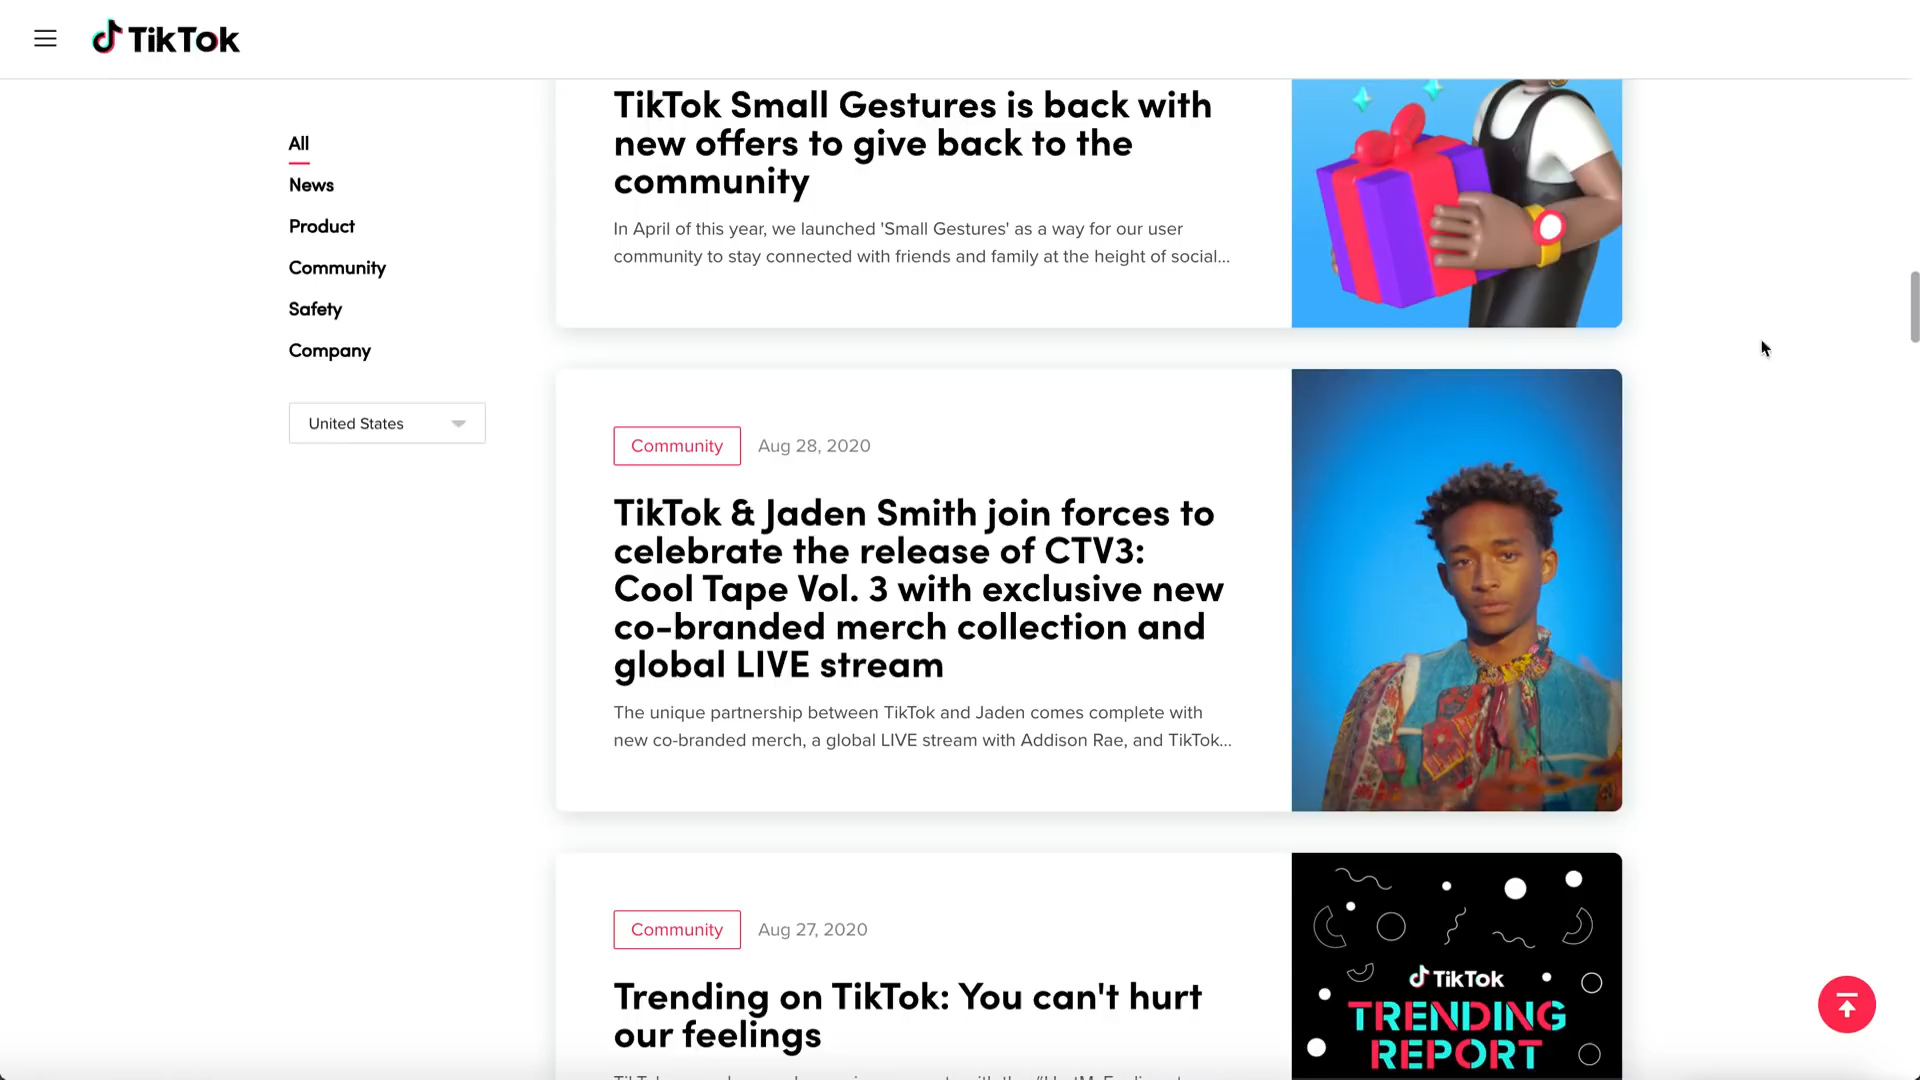 TikTok
All
News
Product
Community
Safety
Company
United States
TikTok Small Gestures is back with
new offers to give back to the
community
In April of this year, we launched 'Small Gestures' as a way for our user
community to stay connected with friends and family at the height of social...
Community Aug 28, 2020
TikTok & Jaden Smith join forces to
celebrate the release of CTV3:
Cool Tape Vol. 3 with exclusive new
co-branded merch collection and
global LIVE stream
The unique partnership between TikTok and Jaden comes complete with
new co-branded merch, a global LIVE stream with Addison Rae, and TikTok...
Community Aug 27, 2020
Trending on TikTok: You can't hurt
our feelings
TikTok
TRENDING
REPORT